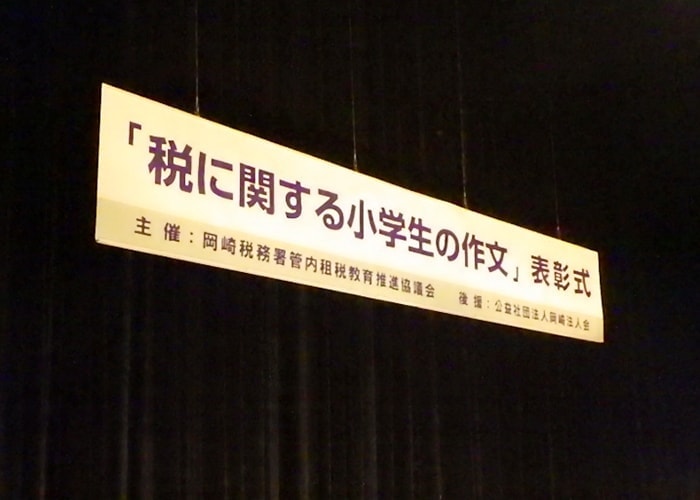 「税に関する小学生の作文」表彰式
主催：岡崎税務署管内租税教育推進協議会　後援：公益社団法人岡崎法人会